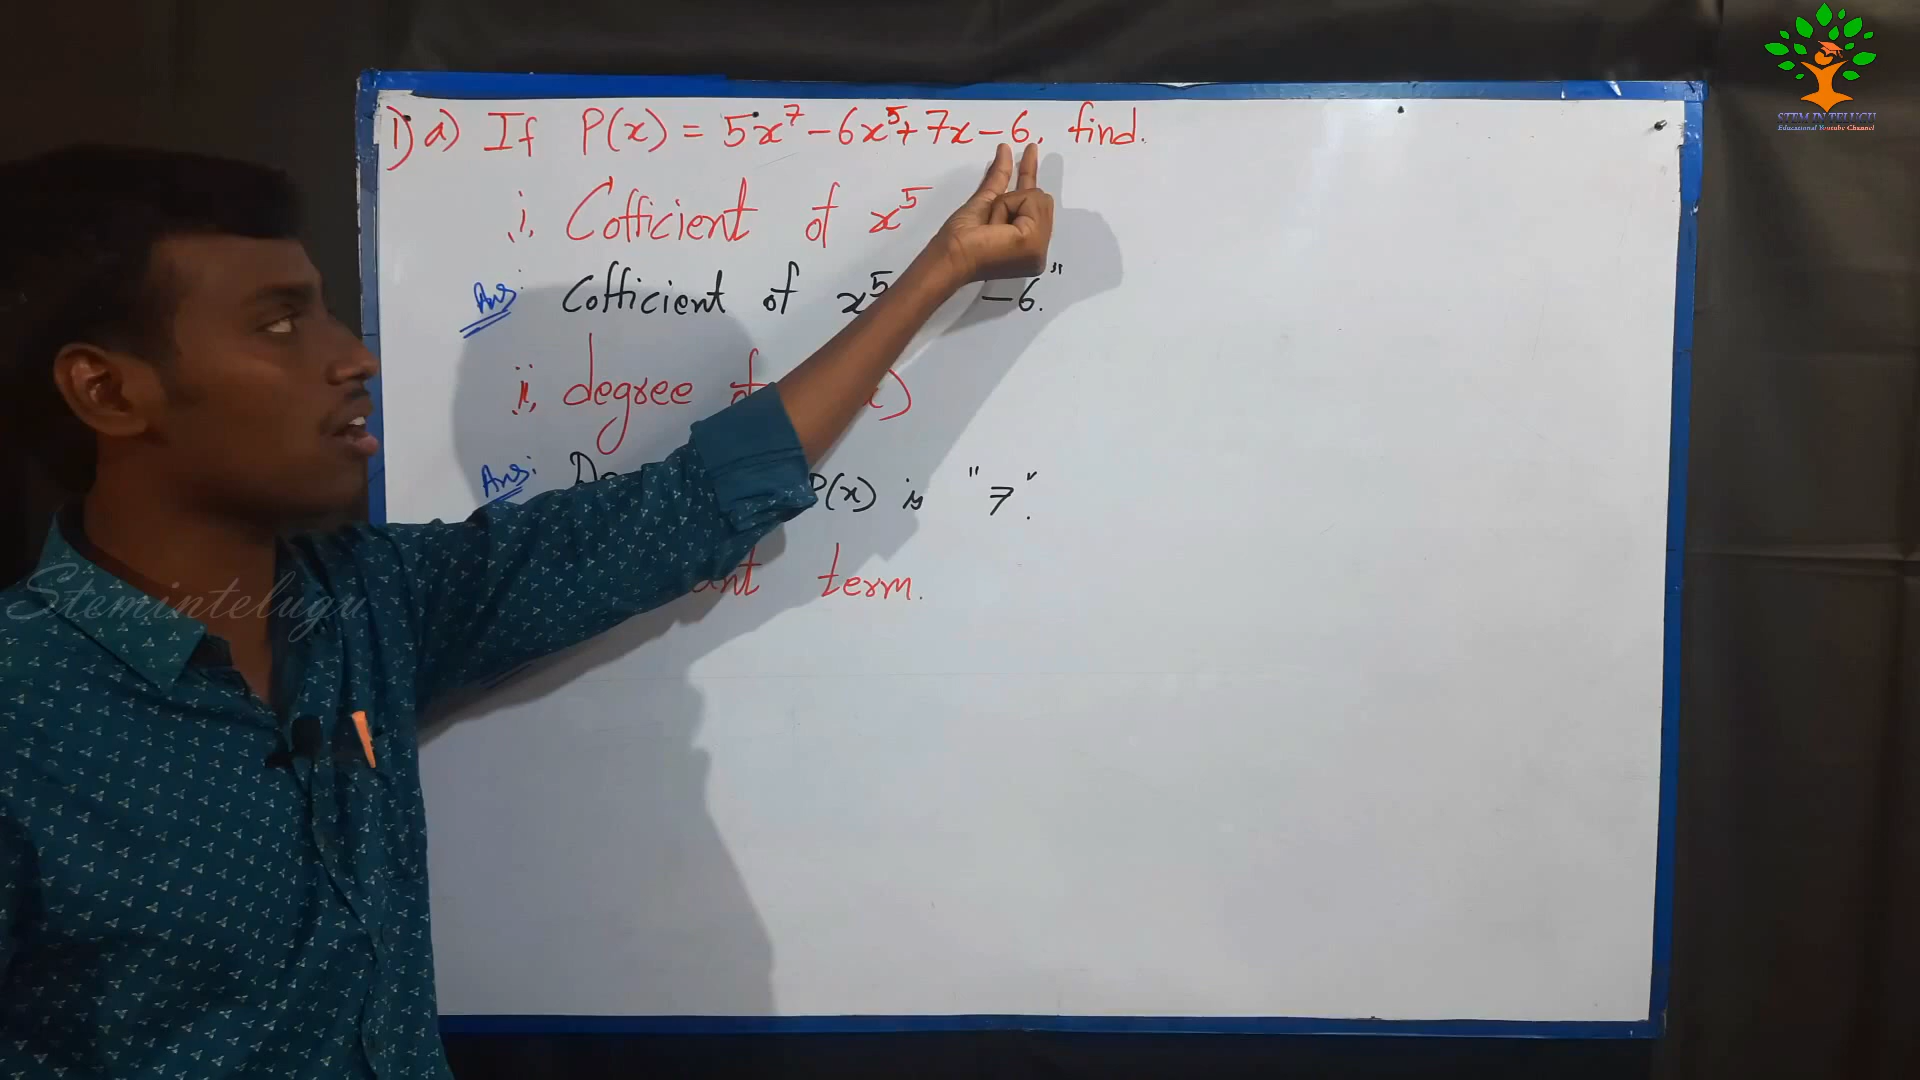 1) a) If P(x) = 5x⁷ - 6x⁵ + 7x - 6, find.
i, Cofficient of x⁵
Ans: Cofficient of x⁵ -6."
ii, degree of x)
Ans: P(x) is "7".
term.
STEM IN TELUGU
Educational Youtube Channel
Stemintelugu